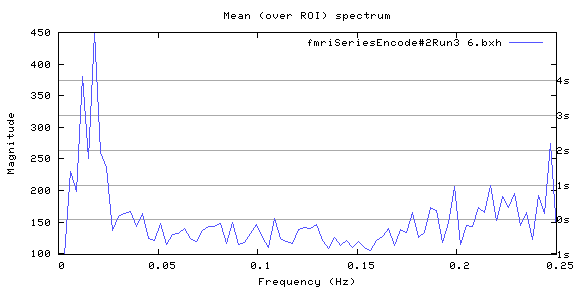 Mean (over ROI) spectrum
fmriSeriesEncode#2Run3 6.bxh
Magnitude
450
400
350
300
250
200
150
100
4s
3s
2s
1s
0s
1s
0
0.05
0.1
0.15
0.2
0.25
Frequency (Hz)